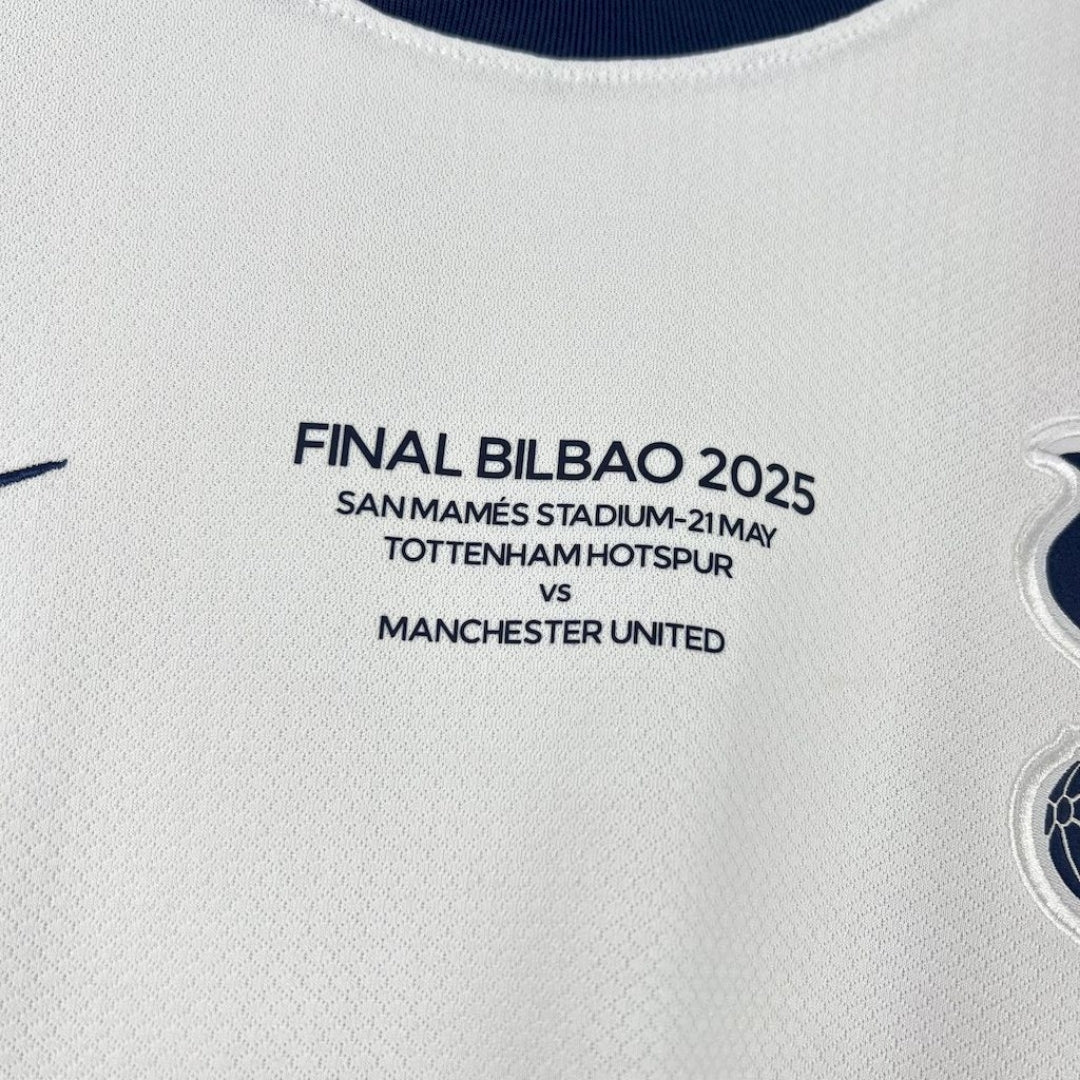 FINAL BILBAO 2025
SAN MAMÉS STADIUM-21 MAY
TOTTENHAM HOTSPUR
vs
MANCHESTER UNITED